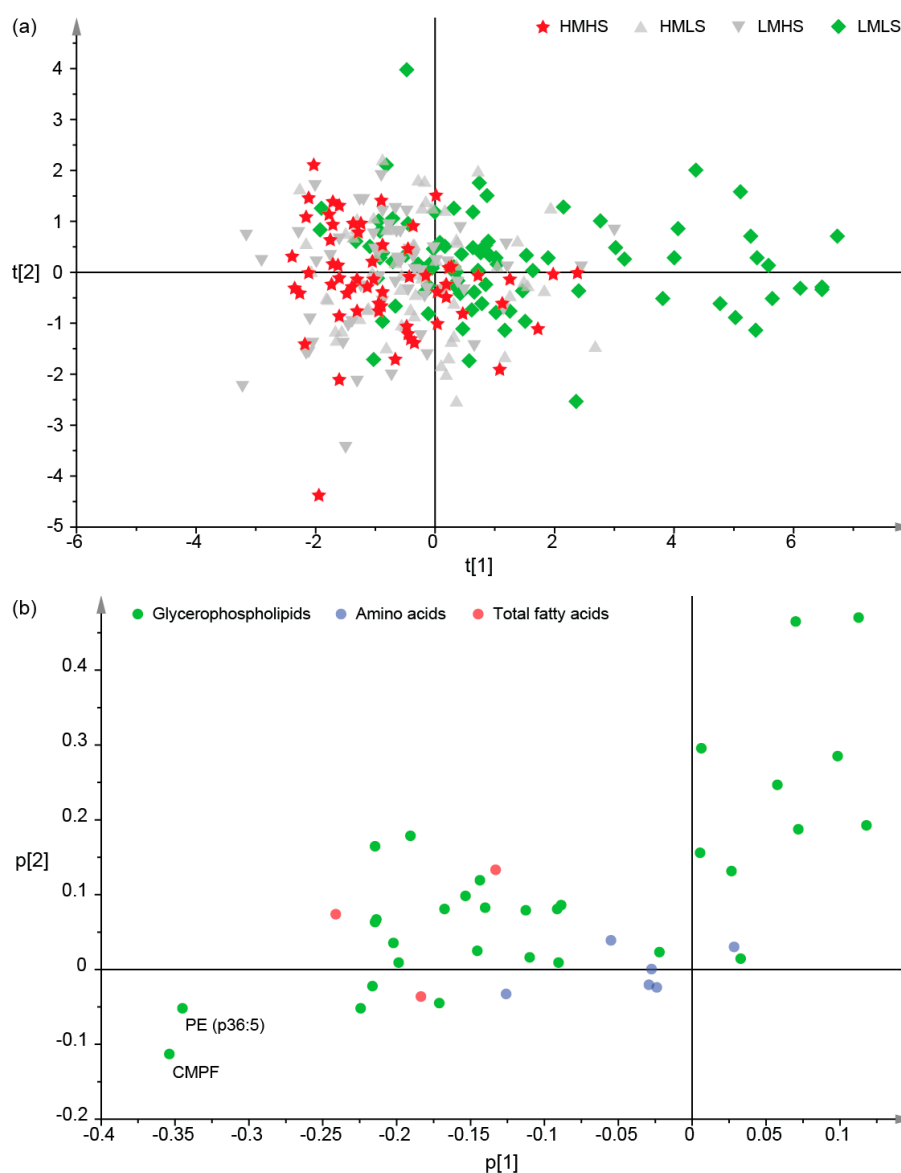 (a)
HMHS HMLS LMHS LMLS
4
3
2
1
t[2] 0
-1
-2
-3
-4
-5
-6 -4 -2 0 2 4 6
t[1]
(b)
Glycerophospholipids Amino acids Total fatty acids
0.4
0.3
0.2
p[2]
0.1
0
PE (p36:5)
-0.1
CMPF
-0.2
-0.4 -0.35 -0.3 -0.25 -0.2 -0.15 -0.1 -0.05 0 0.05 0.1
p[1]